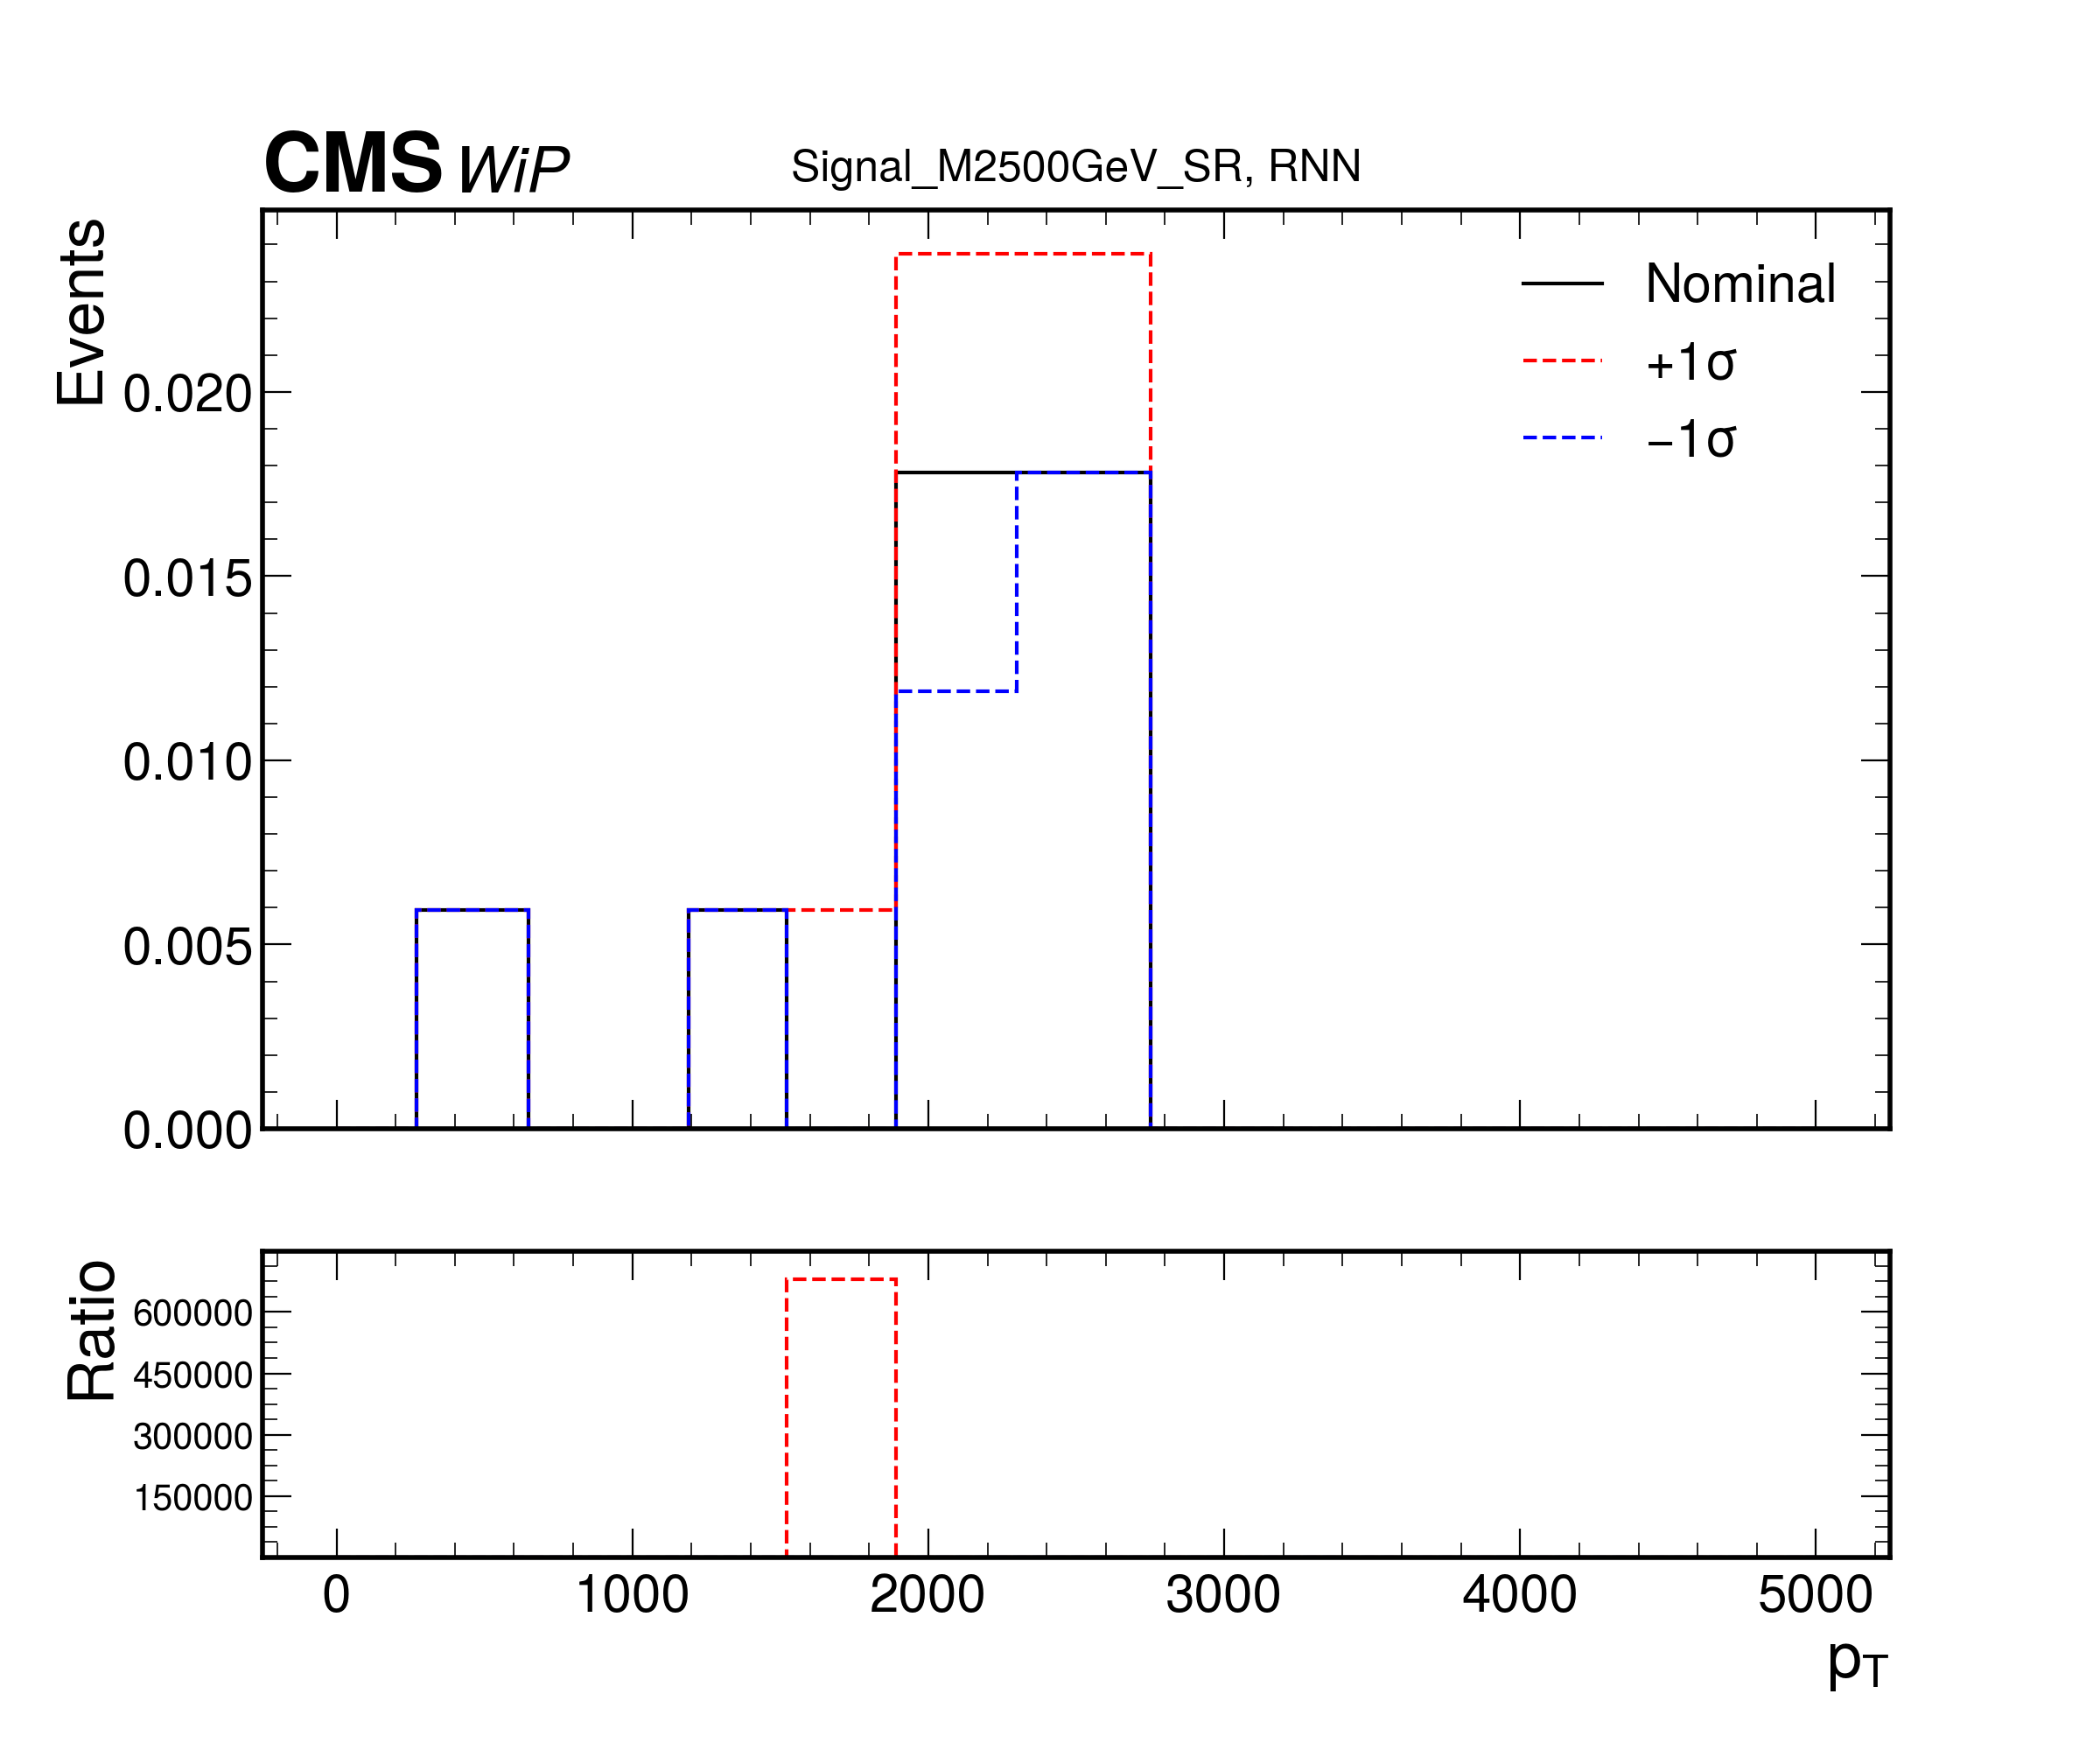 CMS WiP Signal_M2500GeV_SR, RNN
Events
0.020
0.015
0.010
0.005
0.000
Nominal
+1σ
−1σ
Ratio
600000
450000
300000
150000
0 1000 2000 3000 4000 5000
pT